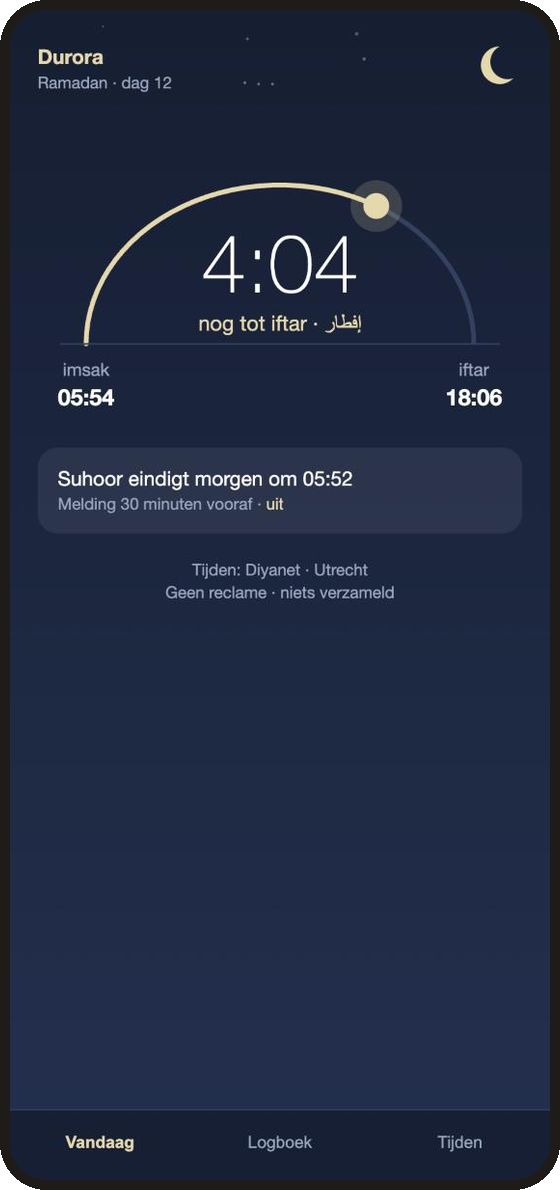 Durora
Ramadan · dag 12
4:04
nog tot iftar · إفطار
imsak
05:54
iftar
18:06
Suhoor eindigt morgen om 05:52
Melding 30 minuten vooraf · uit
Tijden: Diyanet · Utrecht
Geen reclame · niets verzameld
Vandaag
Logboek
Tijden